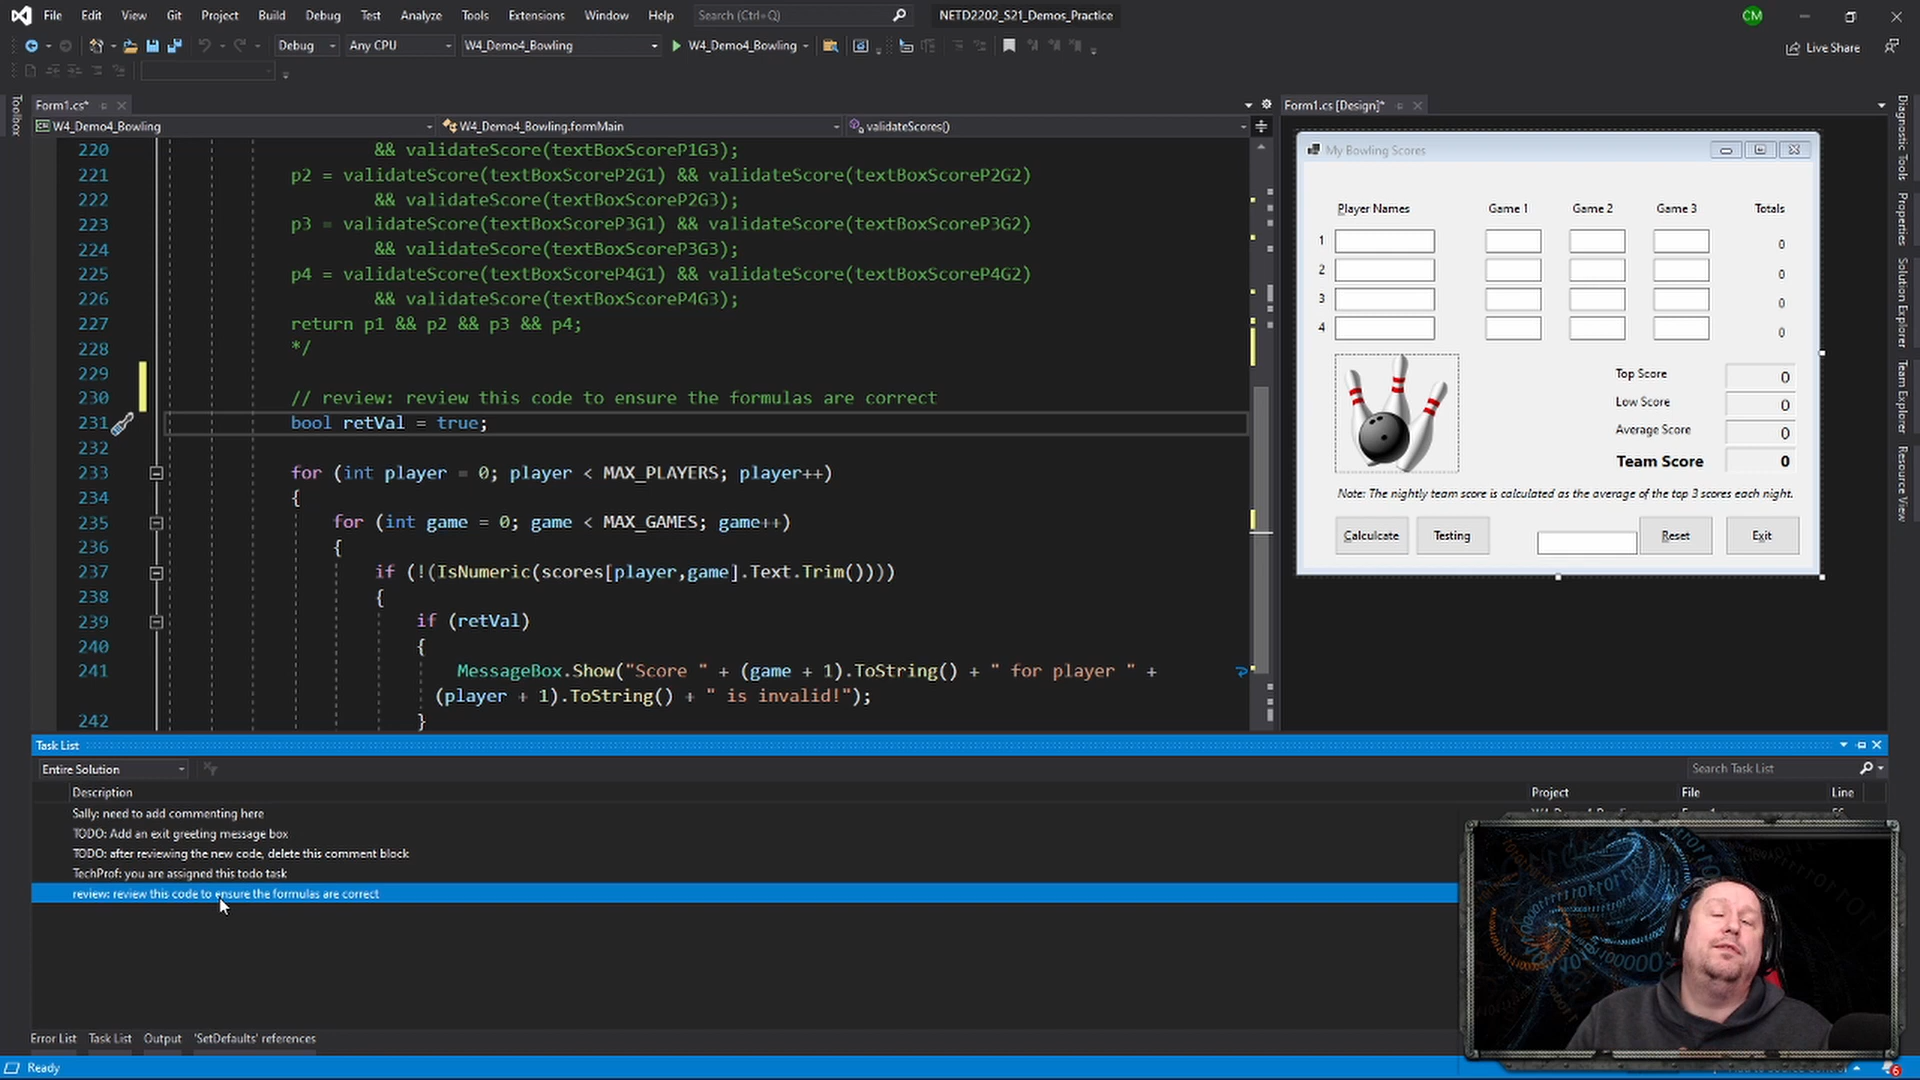 File Edit View Git Project Build Debug Test Analyze Tools Extensions Window Help Search (Ctrl+Q) NETD2202_S21_Demos_Practice CM
Debug Any CPU W4_Demo4_Bowling W4_Demo4_Bowling Live Share
Toolbox
Form1.cs*
W4_Demo4_Bowling W4_Demo4_Bowling.formMain validateScores()
220 && validateScore(textBoxScoreP1G3);
221 p2 = validateScore(textBoxScoreP2G1) && validateScore(textBoxScoreP2G2)
222 && validateScore(textBoxScoreP2G3);
223 p3 = validateScore(textBoxScoreP3G1) && validateScore(textBoxScoreP3G2)
224 && validateScore(textBoxScoreP3G3);
225 p4 = validateScore(textBoxScoreP4G1) && validateScore(textBoxScoreP4G2)
226 && validateScore(textBoxScoreP4G3);
227 return p1 && p2 && p3 && p4;
228 */
229
230 // review: review this code to ensure the formulas are correct
231 bool retVal = true;
232
233 for (int player = 0; player < MAX_PLAYERS; player++)
234 {
235 for (int game = 0; game < MAX_GAMES; game++)
236 {
237 if (!(IsNumeric(scores[player,game].Text.Trim())))
238 {
239 if (retVal)
240 {
241 MessageBox.Show("Score " + (game + 1).ToString() + " for player " +
(player + 1).ToString() + " is invalid!");
242 }
Form1.cs [Design]*
My Bowling Scores
Player Names Game 1 Game 2 Game 3 Totals
1 0
2 0
3 0
4 0
Top Score 0
Low Score 0
Average Score 0
Team Score 0
Note: The nightly team score is calculated as the average of the top 3 scores each night.
Calculcate Testing Reset Exit
Diagnostic Tools
Properties
Solution Explorer
Team Explorer
Resource View
Task List
Entire Solution Search Task List
Description Project File Line
Sally: need to add commenting here
TODO: Add an exit greeting message box
TODO: after reviewing the new code, delete this comment block
TechProf: you are assigned this todo task
review: review this code to ensure the formulas are correct
Error List Task List Output 'SetDefaults' references
Ready 6